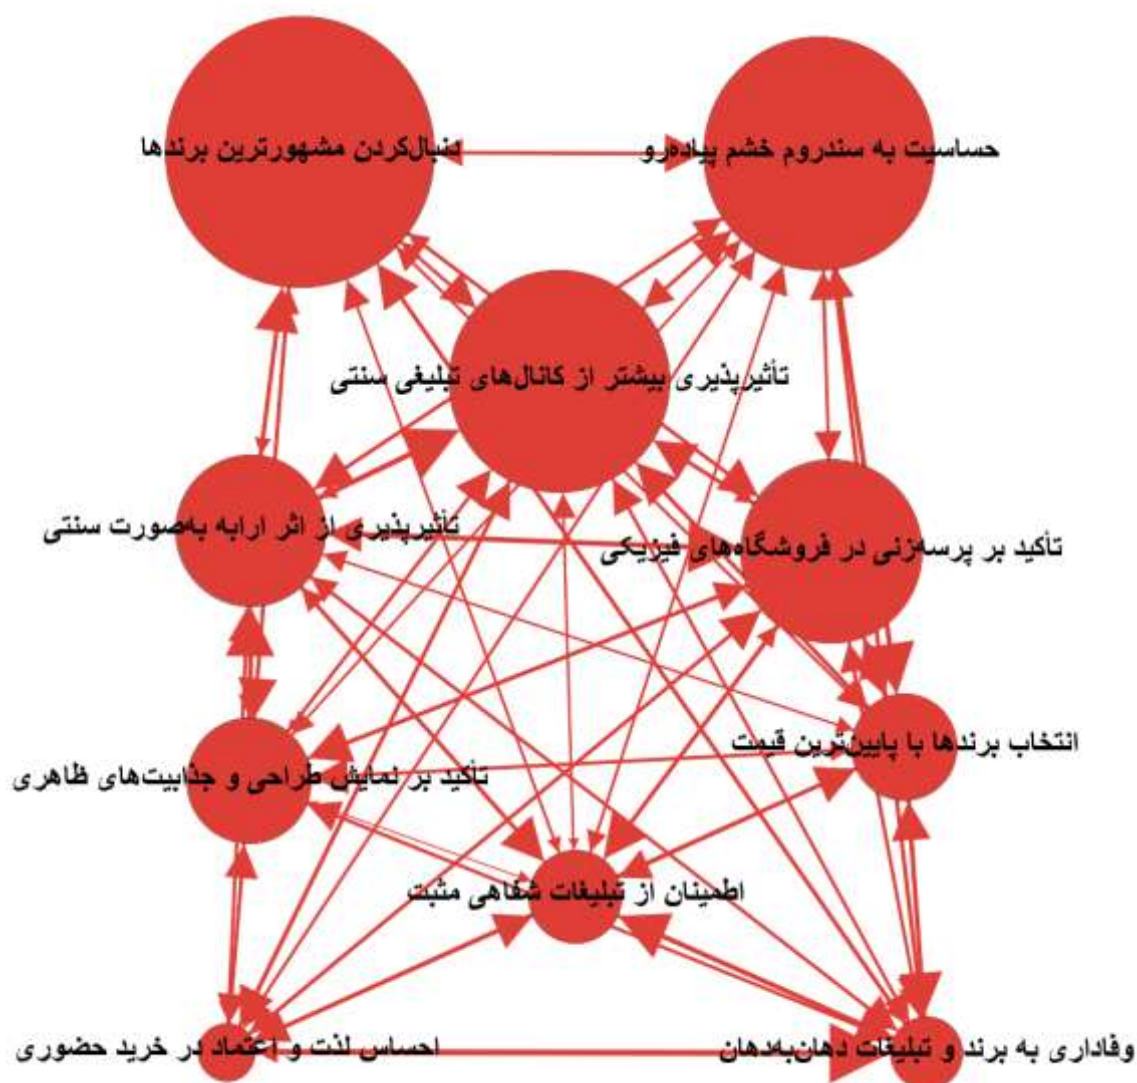 حساسیت به سندروم خشم پیاده‌رو
دنبال‌کردن مشهورترین برندها
تأثیرپذیری بیشتر از کانال‌های تبلیغی سنتی
تأثیرپذیری از اثر ارابه به‌صورت سنتی
تأکید بر پرسه‌زنی در فروشگاه‌های فیزیکی
انتخاب برندها با پایین‌ترین قیمت
تأکید بر نمایش طراحی و جذابیت‌های ظاهری
اطمینان از تبلیغات شفاهی مثبت
وفاداری به برند و تبلیغات دهان‌به‌دهان
احساس لذت و اعتماد در خرید حضوری